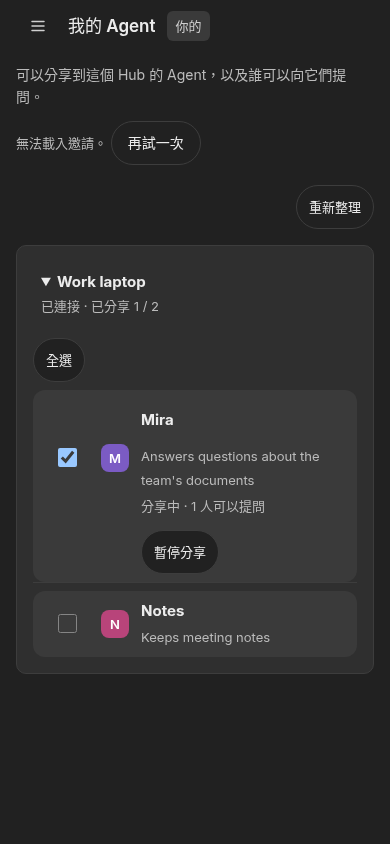 我的 Agent 你的
可以分享到這個 Hub 的 Agent，以及誰可以向它們提
問。
無法載入邀請。 再試一次
重新整理
▼ Work laptop
已連接 · 已分享 1 / 2
全選
Mira
M
Answers questions about the
team's documents
分享中 · 1 人可以提問
暫停分享
N
Notes
Keeps meeting notes